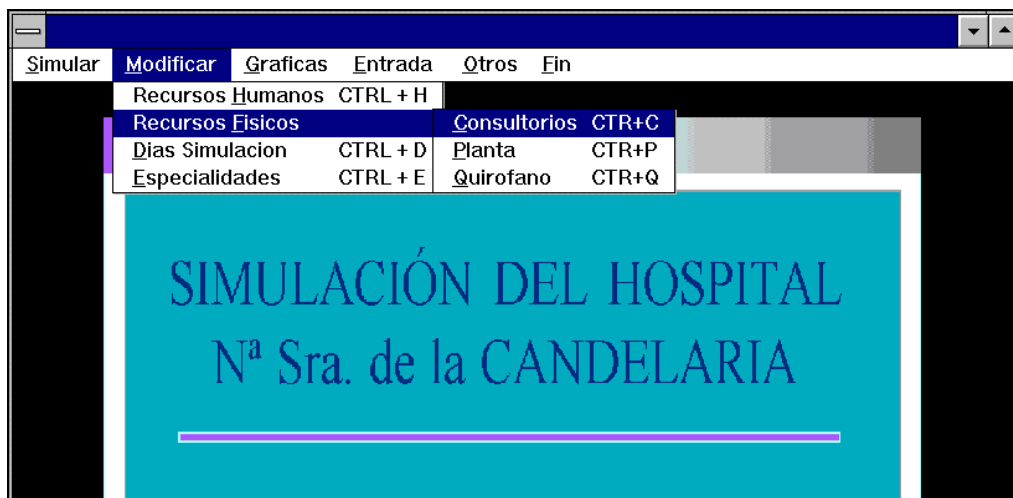 Simular Modificar Graficas Entrada Otros Fin
Recursos Humanos CTRL + H
Recursos Fisicos Consultorios CTR+C
Dias Simulacion CTRL + D Planta CTR+P
Especialidades CTRL + E Quirofano CTR+Q
SIMULACIÓN DEL HOSPITAL
Nª Sra. de la CANDELARIA